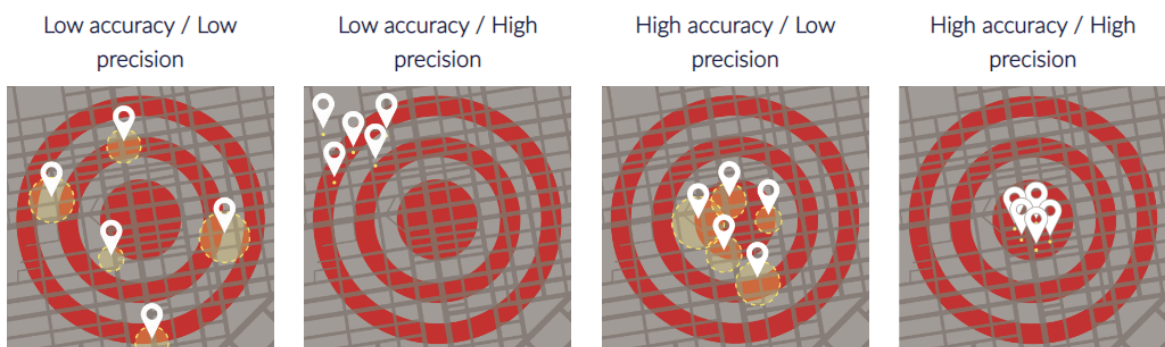 Low accuracy / Low
precision
Low accuracy / High
precision
High accuracy / Low
precision
High accuracy / High
precision